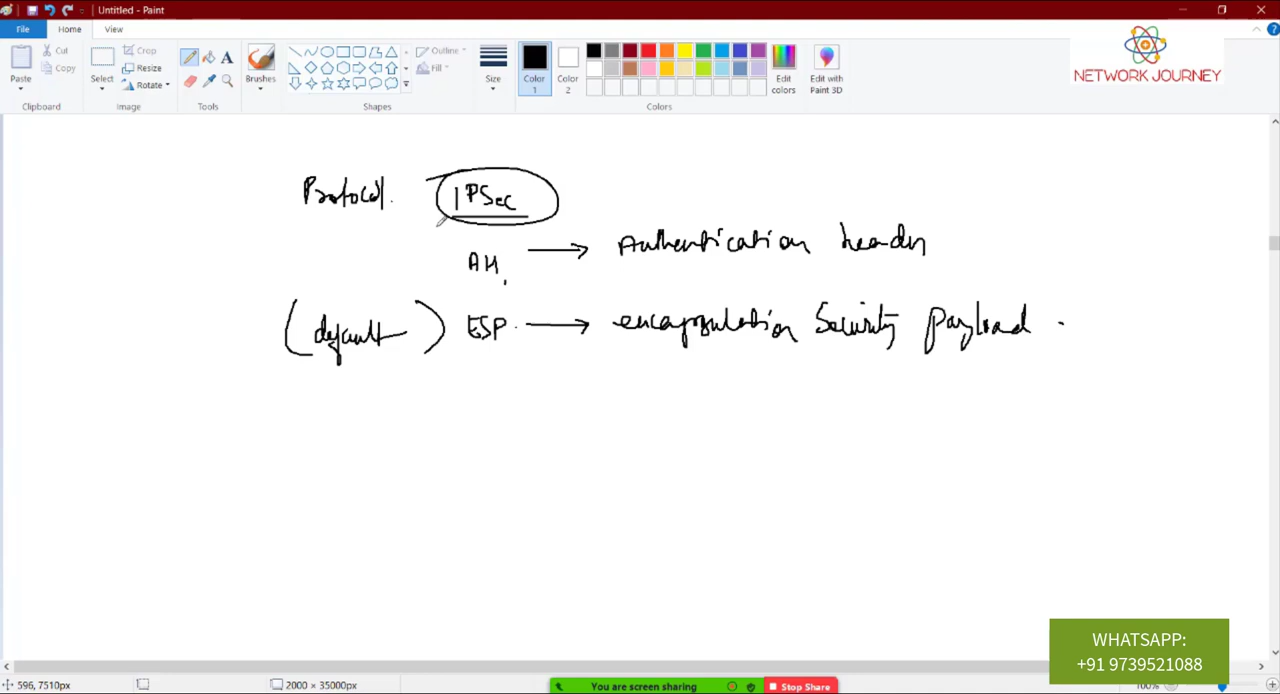 Untitled - Paint
File
Home
View
Paste
Cut
Copy
Clipboard
Select
Crop
Resize
Rotate
Image
Tools
Brushes
Shapes
Outline
Fill
Size
Color 1
Color 2
Edit colors
Edit with Paint 3D
Colors
NETWORK JOURNEY
Protocol. IPSec
AH, → Authentication header
(default) ESP. → encapsulation Security payload.
WHATSAPP:
+91 9739521088
596, 7510px
2000 × 35000px
You are screen sharing
Stop Share
100%